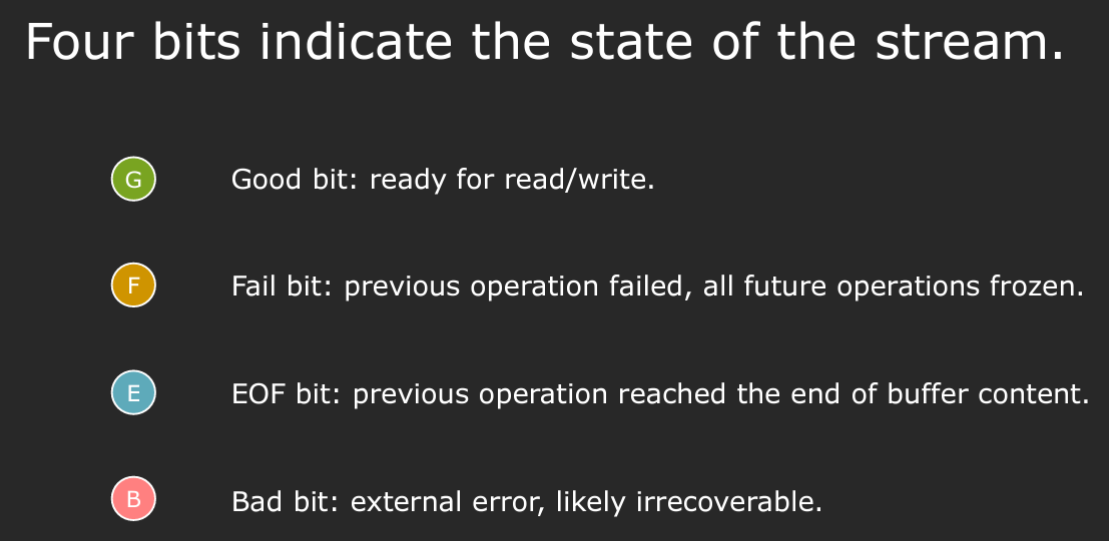 Four bits indicate the state of the stream.
G Good bit: ready for read/write.
F Fail bit: previous operation failed, all future operations frozen.
E EOF bit: previous operation reached the end of buffer content.
B Bad bit: external error, likely irrecoverable.